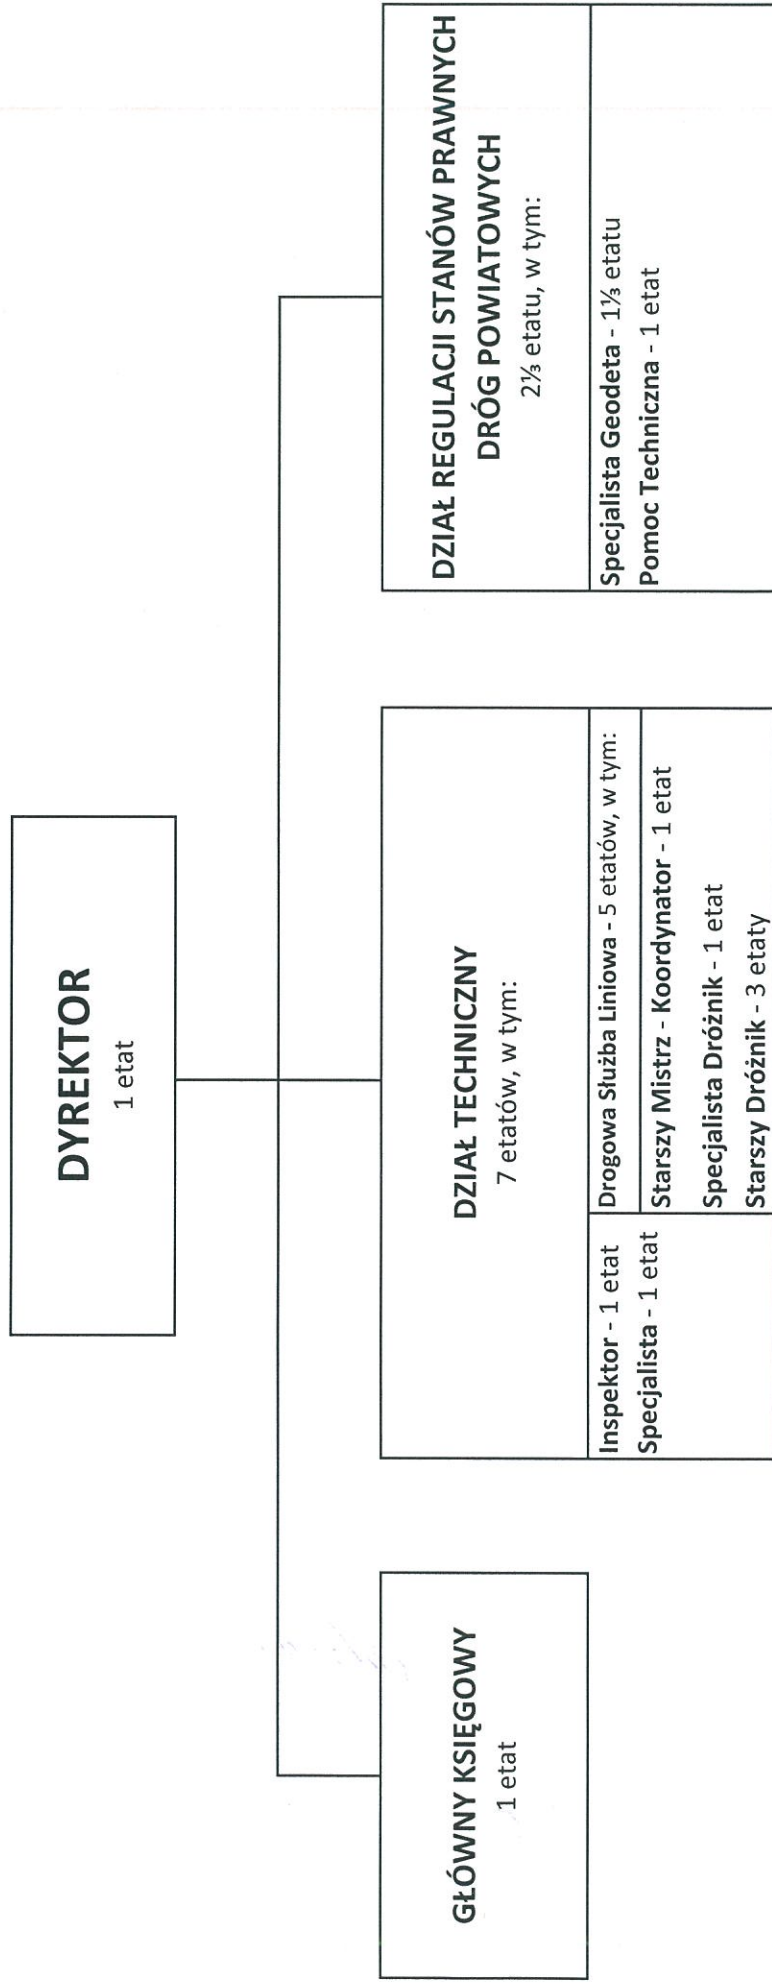 DYREKTOR
1 etat
GŁÓWNY KSIĘGOWY
1 etat
DZIAŁ TECHNICZNY
7 etatów, w tym:
Inspektor - 1 etat
Specjalista - 1 etat
Drogowa Służba Liniowa - 5 etatów, w tym:
Starszy Mistrz - Koordynator - 1 etat
Specjalista Dróżnik - 1 etat
Starszy Dróżnik - 3 etaty
DZIAŁ REGULACJI STANÓW PRAWNYCH
DRÓG POWIATOWYCH
2⅓ etatu, w tym:
Specjalista Geodeta - 1⅓ etatu
Pomoc Techniczna - 1 etat